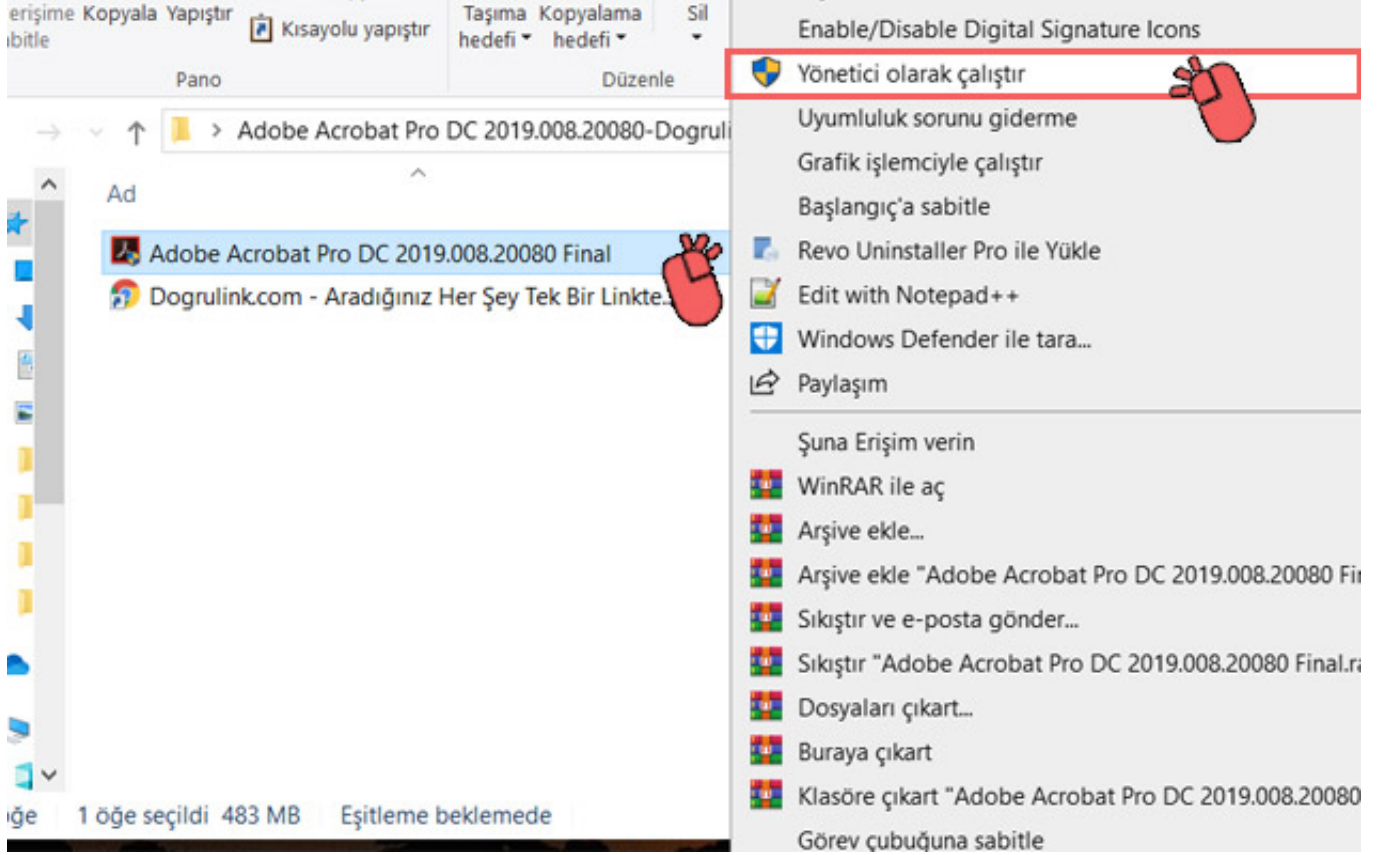 erişime Kopyala Yapıştır
Kısayolu yapıştır
Taşıma Kopyalama Sil
hedefi hedefi
Pano
Düzenle
Adobe Acrobat Pro DC 2019.008.20080-Dogruli
Ad
Adobe Acrobat Pro DC 2019.008.20080 Final
Dogrulink.com - Aradığınız Her Şey Tek Bir Linkte.
1 öğe seçildi 483 MB Eşitleme beklemede
Enable/Disable Digital Signature Icons
Yönetici olarak çalıştır
Uyumluluk sorunu giderme
Grafik işlemciyle çalıştır
Başlangıç'a sabitle
Revo Uninstaller Pro ile Yükle
Edit with Notepad++
Windows Defender ile tara...
Paylaşım
Şuna Erişim verin
WinRAR ile aç
Arşive ekle...
Arşive ekle "Adobe Acrobat Pro DC 2019.008.20080 Fi
Sıkıştır ve e-posta gönder...
Sıkıştır "Adobe Acrobat Pro DC 2019.008.20080 Final.ra
Dosyaları çıkart...
Buraya çıkart
Klasöre çıkart "Adobe Acrobat Pro DC 2019.008.20080
Görev çubuğuna sabitle